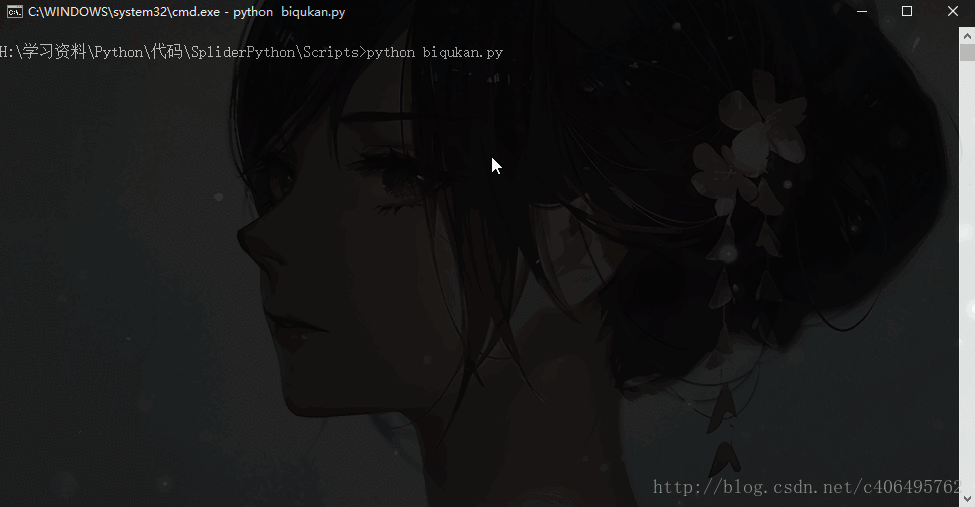 C:\WINDOWS\system32\cmd.exe - python  biqukan.py
H:\学习资料\Python\代码\SpliderPython\Scripts>python biqukan.py
http://blog.csdn.net/c406495762